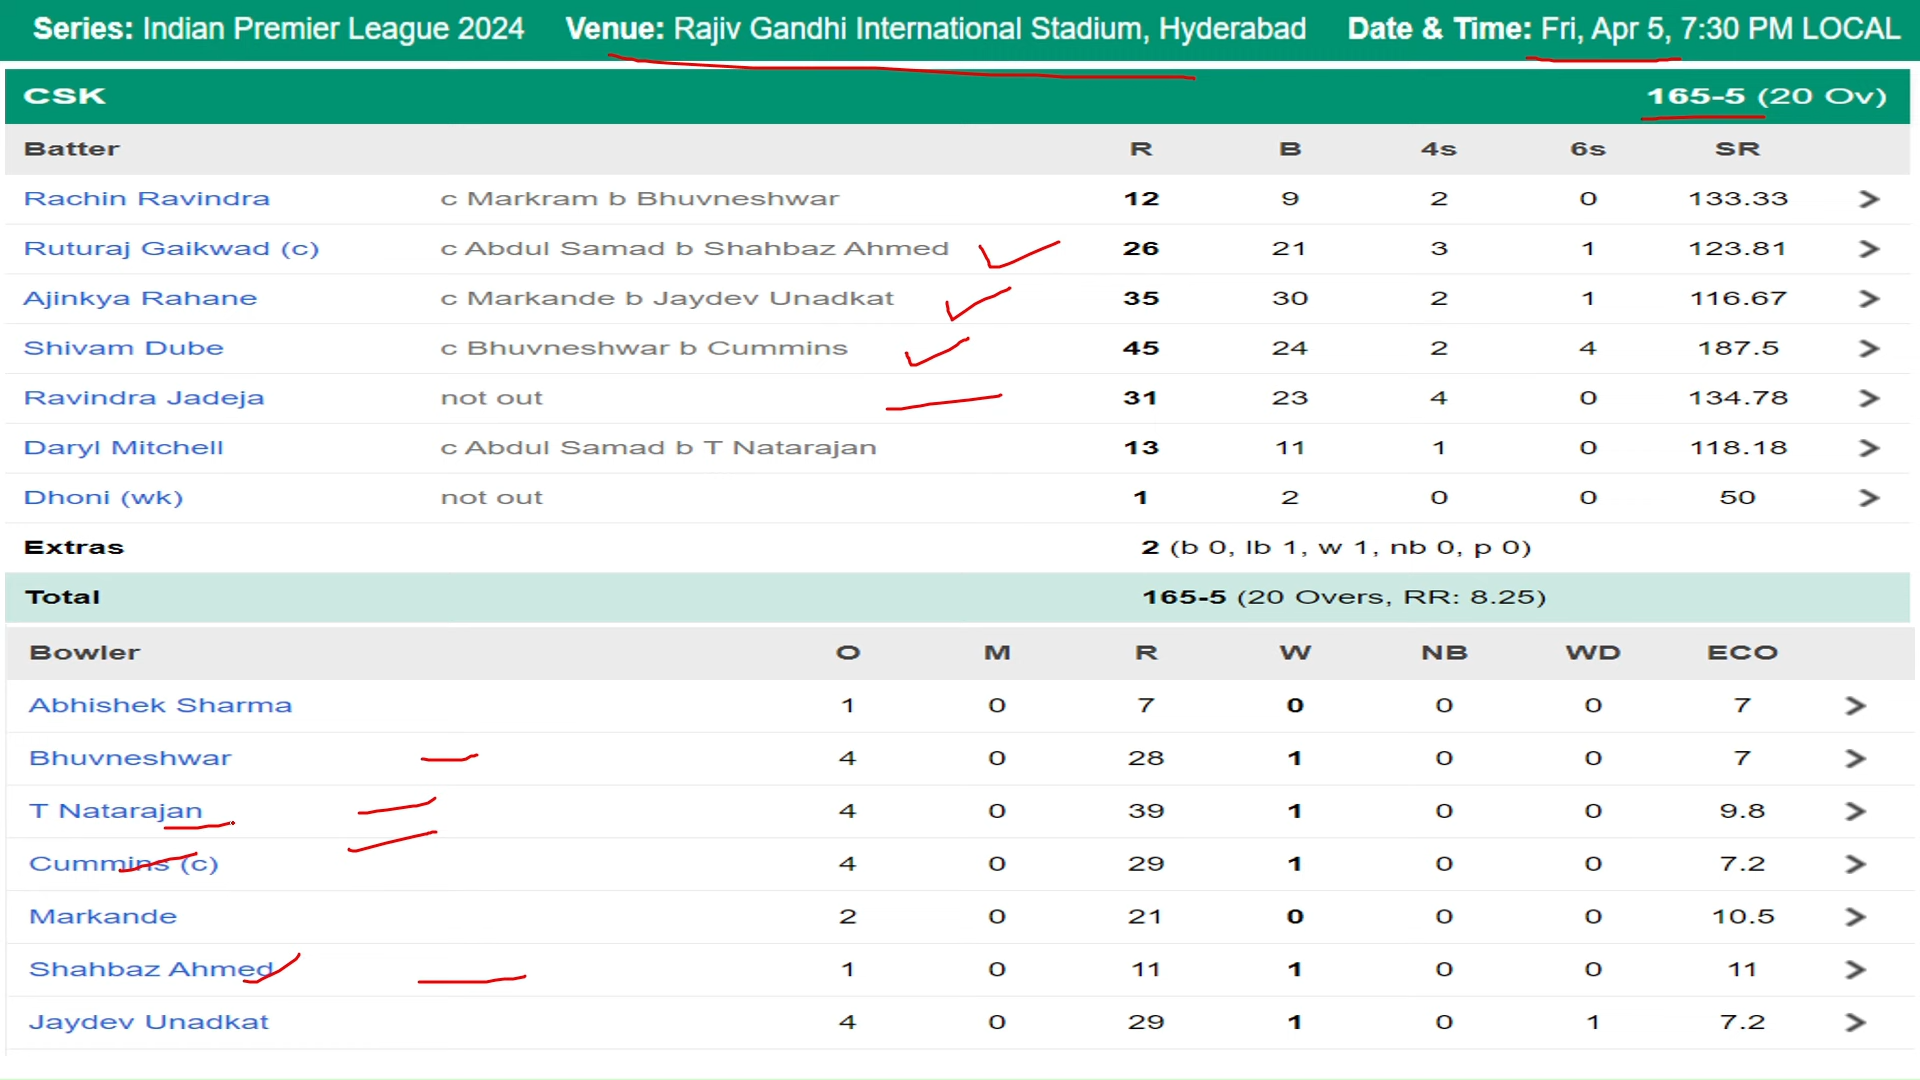 Series: Indian Premier League 2024 Venue: Rajiv Gandhi International Stadium, Hyderabad Date & Time: Fri, Apr 5, 7:30 PM LOCAL
CSK 165-5 (20 Ov)
Batter R B 4s 6s SR
Rachin Ravindra c Markram b Bhuvneshwar 12 9 2 0 133.33
Ruturaj Gaikwad (c) c Abdul Samad b Shahbaz Ahmed 26 21 3 1 123.81
Ajinkya Rahane c Markande b Jaydev Unadkat 35 30 2 1 116.67
Shivam Dube c Bhuvneshwar b Cummins 45 24 2 4 187.5
Ravindra Jadeja not out 31 23 4 0 134.78
Daryl Mitchell c Abdul Samad b T Natarajan 13 11 1 0 118.18
Dhoni (wk) not out 1 2 0 0 50
Extras 2 (b 0, lb 1, w 1, nb 0, p 0)
Total 165-5 (20 Overs, RR: 8.25)
Bowler O M R W NB WD ECO
Abhishek Sharma 1 0 7 0 0 0 7
Bhuvneshwar 4 0 28 1 0 0 7
T Natarajan 4 0 39 1 0 0 9.8
Cummins (c) 4 0 29 1 0 0 7.2
Markande 2 0 21 0 0 0 10.5
Shahbaz Ahmed 1 0 11 1 0 0 11
Jaydev Unadkat 4 0 29 1 0 1 7.2